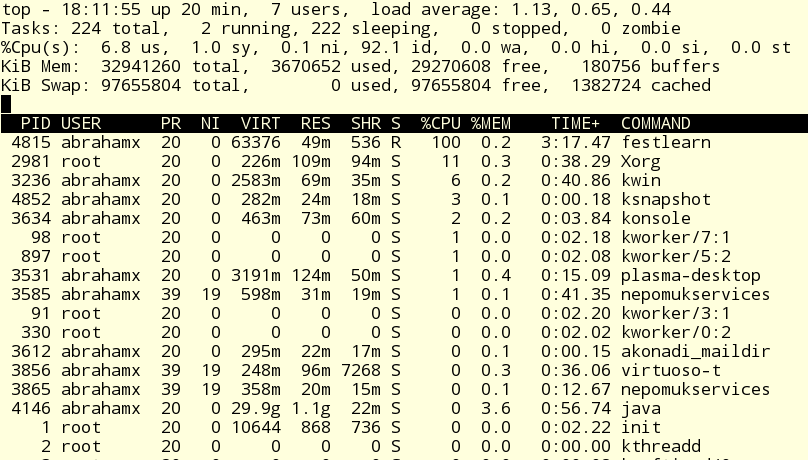 top - 18:11:55 up 20 min,  7 users,  load average: 1.13, 0.65, 0.44
Tasks: 224 total,   2 running, 222 sleeping,   0 stopped,   0 zombie
%Cpu(s):  6.8 us,  1.0 sy,  0.1 ni, 92.1 id,  0.0 wa,  0.0 hi,  0.0 si,  0.0 st
KiB Mem:  32941260 total,  3670652 used, 29270608 free,   180756 buffers
KiB Swap: 97655804 total,        0 used, 97655804 free,  1382724 cached
PID USER      PR  NI  VIRT  RES  SHR S  %CPU %MEM    TIME+  COMMAND
4815 abrahamx  20   0 63376  49m  536 R   100  0.2   3:17.47 festlearn
2981 root      20   0  226m 109m  94m S    11  0.3   0:38.29 Xorg
3236 abrahamx  20   0 2583m  69m  35m S     6  0.2   0:40.86 kwin
4852 abrahamx  20   0  282m  24m  18m S     3  0.1   0:00.18 ksnapshot
3634 abrahamx  20   0  463m  73m  60m S     2  0.2   0:03.84 konsole
98 root      20   0     0    0    0 S     1  0.0   0:02.18 kworker/7:1
897 root      20   0     0    0    0 S     1  0.0   0:02.08 kworker/5:2
3531 abrahamx  20   0 3191m 124m  50m S     1  0.4   0:15.09 plasma-desktop
3585 abrahamx  39  19  598m  31m  19m S     1  0.1   0:41.35 nepomukservices
91 root      20   0     0    0    0 S     0  0.0   0:02.20 kworker/3:1
330 root      20   0     0    0    0 S     0  0.0   0:02.02 kworker/0:2
3612 abrahamx  20   0  295m  22m  17m S     0  0.1   0:00.15 akonadi_maildir
3856 abrahamx  39  19  248m  96m 7268 S     0  0.3   0:36.06 virtuoso-t
3865 abrahamx  39  19  358m  20m  15m S     0  0.1   0:12.67 nepomukservices
4146 abrahamx  20   0 29.9g 1.1g  22m S     0  3.6   0:56.74 java
1 root      20   0 10644  868  736 S     0  0.0   0:02.22 init
2 root      20   0     0    0    0 S     0  0.0   0:00.00 kthreadd